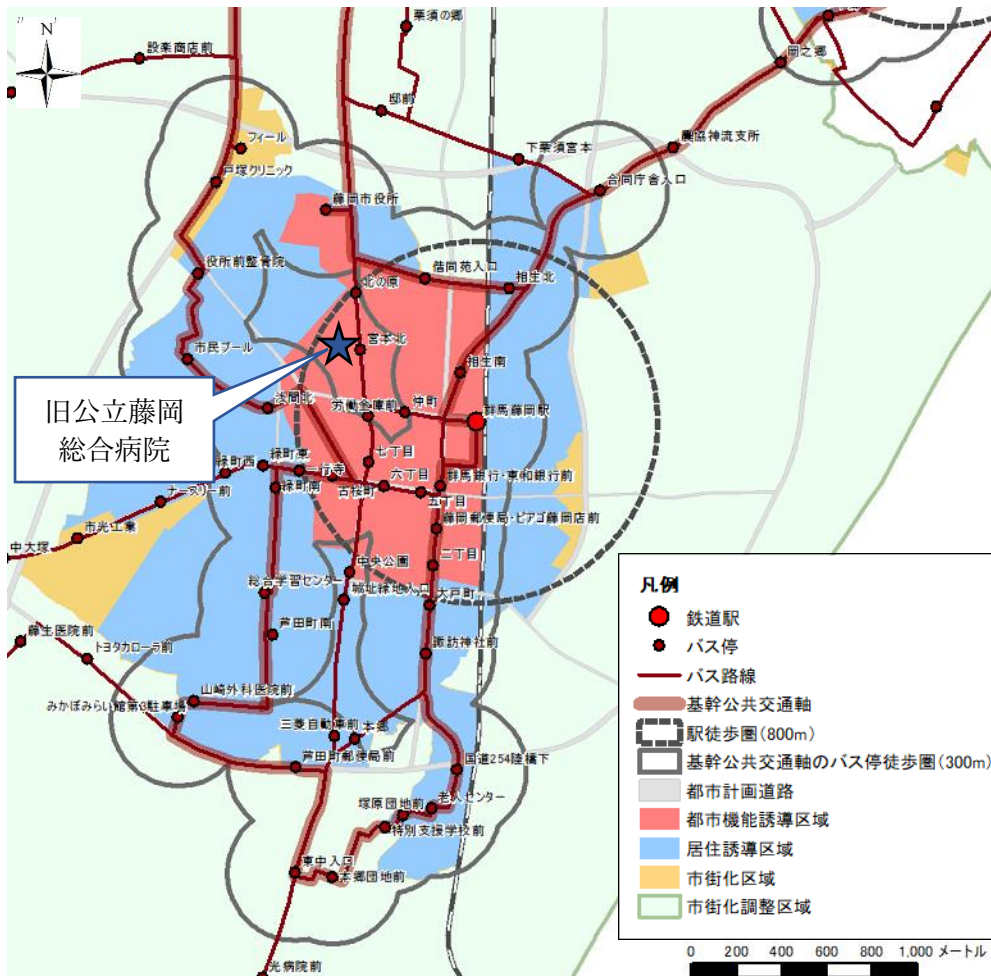 N
栗須の郷
設楽商店前
岡之郷
邸前
フィール
農協神流支所
下栗須宮本
戸塚クリニック
合同庁舎入口
藤岡市役所
役所前整骨院
偕同苑入口
北の原
相生北
宮本北
市民プール
相生南
旧公立藤岡
総合病院
浅間北
労働金庫前
仲町
群馬藤岡駅
七丁目
緑町東
緑町西
一行寺
六丁目
群馬銀行・東和銀行前
緑町南
ナースリー前
古桜町
五丁目
市光工業
藤岡郵便局・ピアゴ藤岡店前
中大塚
中央公園
二丁目
総合学習センター
城址緑地入口
大戸町
芦田町南
藤生医院前
諏訪神社前
トヨタカローラ前
山崎外科医院前
みかぼみらい館第3駐車場
三菱自動車前
本郷
芦田町郵便局前
国道254陸橋下
塚原団地前
老人センター
特別支援学校前
東中入口
本郷団地前
光病院前
凡例
鉄道駅
バス停
バス路線
基幹公共交通軸
駅徒歩圏(800m)
基幹公共交通軸のバス停徒歩圏(300m)
都市計画道路
都市機能誘導区域
居住誘導区域
市街化区域
市街化調整区域
0 200 400 600 800 1,000 メートル